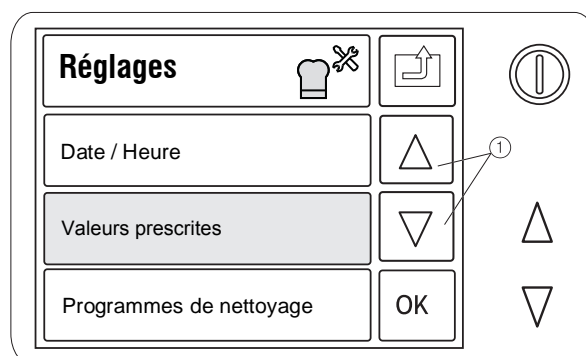 Réglages
Date / Heure
1
Valeurs prescrites
Programmes de nettoyage
OK